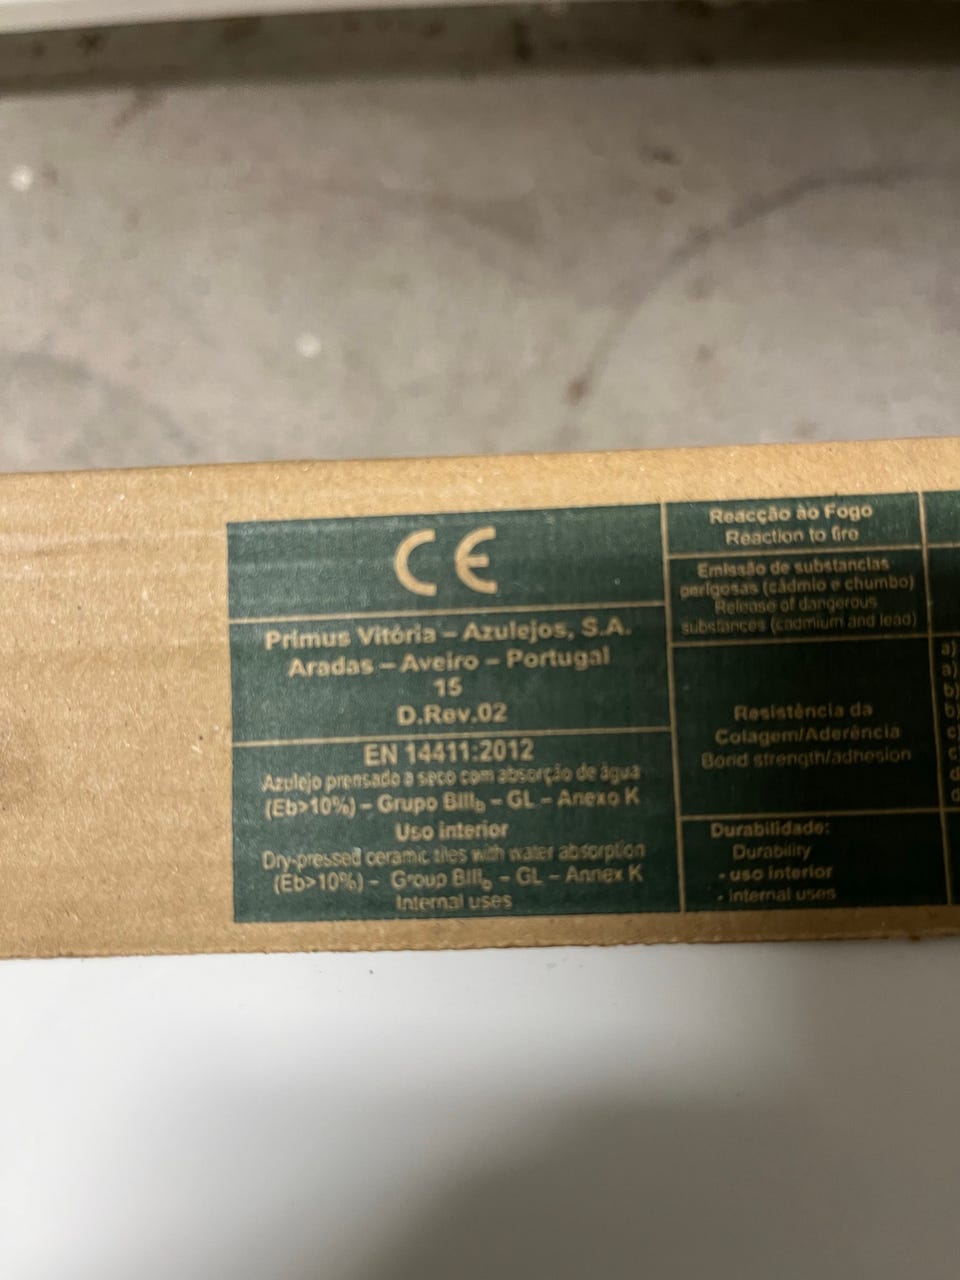 CE
Primus Vitória – Azulejos, S.A.
Aradas – Aveiro – Portugal
15
D.Rev.02
EN 14411:2012
Azulejo prensado a seco com absorção de água
(Eb>10%) – Grupo BIIIb – GL – Anexo K
Uso interior
Dry-pressed ceramic tiles with water absorption
(Eb>10%) – Group BIIIb – GL – Annex K
Internal uses
Reacção ào Fogo
Reaction to fire
Emissão de substancias
perigosas (cádmio e chumbo)
Release of dangerous
substances (cadmium and lead)
Resistência da
Colagem/Aderência
Bond strength/adhesion
Durabilidade:
Durability
- uso interior
- internal uses
a)
a)
b)
b)
c)
c)
d
d